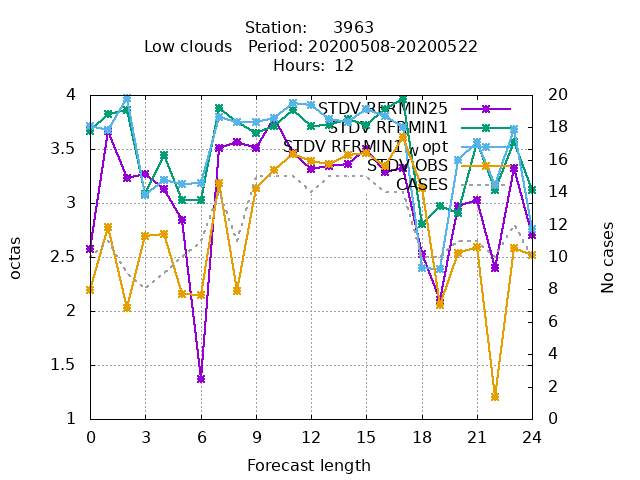 Station: 3963
Low clouds Period: 20200508-20200522
Hours: 12
STDV RFRMIN25
STDV RFRMIN1
STDV RFRMIN1_wopt
STDV OBS
CASES
octas
No cases
4
3.5
3
2.5
2
1.5
1
20
18
16
14
12
10
8
6
4
2
0
0 3 6 9 12 15 18 21 24
Forecast length